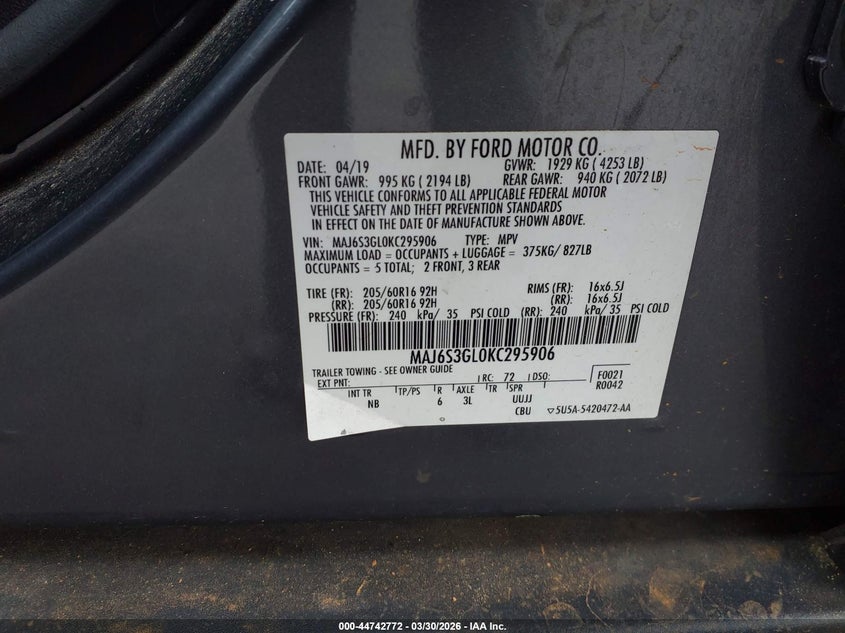 MFD. BY FORD MOTOR CO.
DATE: 04/19 GVWR: 1929 KG ( 4253 LB)
FRONT GAWR: 995 KG ( 2194 LB) REAR GAWR: 940 KG ( 2072 LB)
THIS VEHICLE CONFORMS TO ALL APPLICABLE FEDERAL MOTOR
VEHICLE SAFETY AND THEFT PREVENTION STANDARDS
IN EFFECT ON THE DATE OF MANUFACTURE SHOWN ABOVE.
VIN: MAJ6S3GL0KC295906 TYPE: MPV
MAXIMUM LOAD = OCCUPANTS + LUGGAGE = 375KG/ 827LB
OCCUPANTS = 5 TOTAL; 2 FRONT, 3 REAR
TIRE (FR): 205/60R16 92H RIMS (FR): 16x6.5J
(RR): 205/60R16 92H (RR): 16x6.5J
PRESSURE (FR): 240 kPa/ 35 PSI COLD (RR): 240 kPa/ 35 PSI COLD
MAJ6S3GL0KC295906
TRAILER TOWING - SEE OWNER GUIDE
EXT PNT: RC: 72 DSO: F0021
R0042
INT TR TP/PS R AXLE TR SPR
NB 6 3L UUJJ
CBU ▽5U5A-5420472-AA
000-44742772 — 03/30/2026 - IAA Inc.